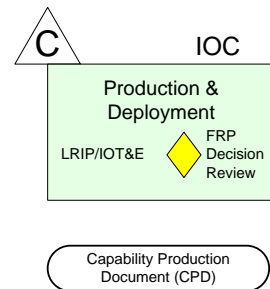 C
IOC
Production &
Deployment
LRIP/IOT&E
FRP
Decision
Review
Capability Production
Document (CPD)